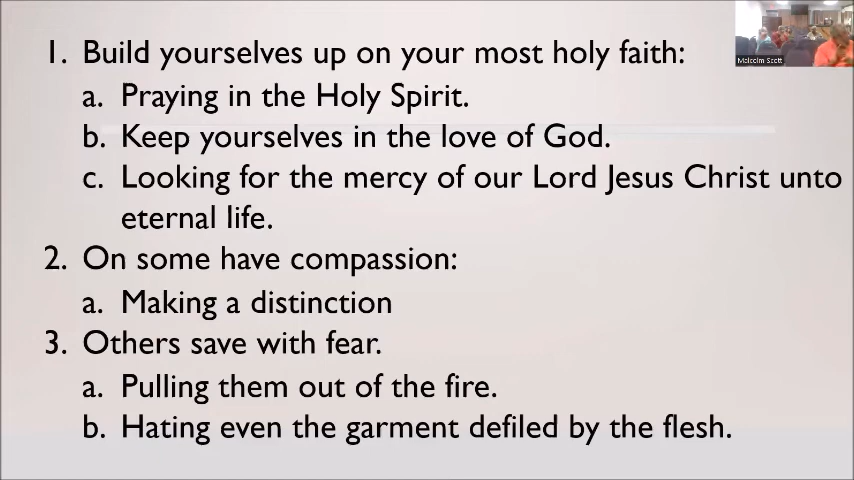 1. Build yourselves up on your most holy faith:
a. Praying in the Holy Spirit.
b. Keep yourselves in the love of God.
c. Looking for the mercy of our Lord Jesus Christ unto
eternal life.
2. On some have compassion:
a. Making a distinction
3. Others save with fear.
a. Pulling them out of the fire.
b. Hating even the garment defiled by the flesh.
Malcolm Scott